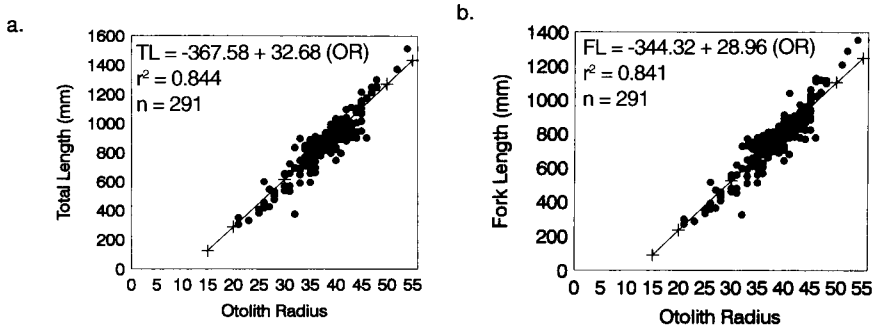 a.
TL = -367.58 + 32.68 (OR)
r² = 0.844
n = 291
Total Length (mm)
1600
1400
1200
1000
800
600
400
200
0
0 5 10 15 20 25 30 35 40 45 50 55
Otolith Radius
b.
FL = -344.32 + 28.96 (OR)
r² = 0.841
n = 291
Fork Length (mm)
1400
1200
1000
800
600
400
200
0
0 5 10 15 20 25 30 35 40 45 50 55
Otolith Radius